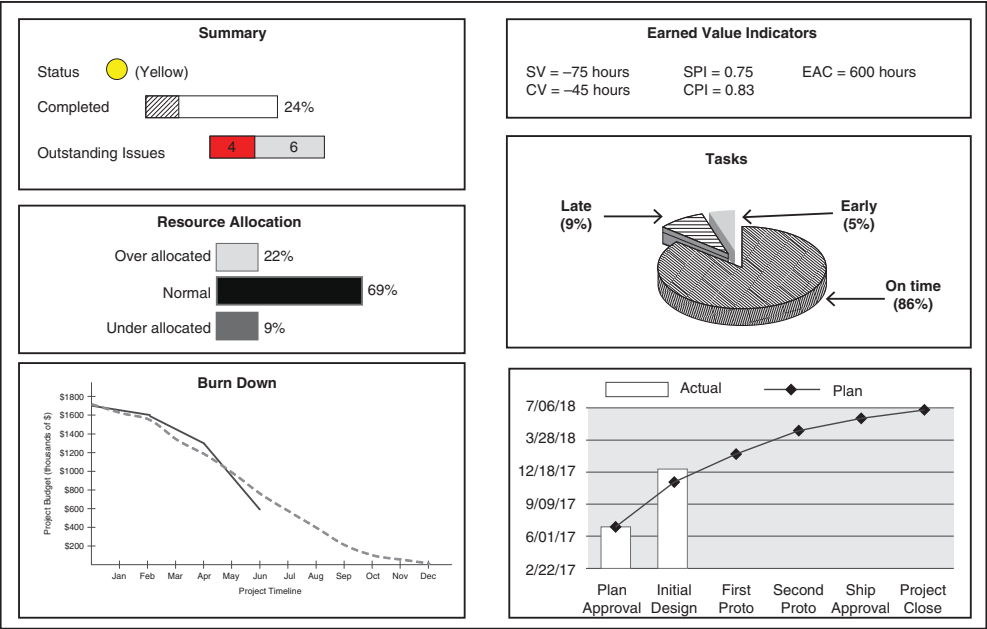 Summary
Status (Yellow)
Completed 24%
Outstanding Issues 4 6
Earned Value Indicators
SV = –75 hours SPI = 0.75 EAC = 600 hours
CV = –45 hours CPI = 0.83
Resource Allocation
Over allocated 22%
Normal 69%
Under allocated 9%
Tasks
Late
(9%)
Early
(5%)
On time
(86%)
Burn Down
Project Budget (thousands of $)
$1800
$1600
$1400
$1200
$1000
$800
$600
$400
$200
Jan Feb Mar Apr May Jun Jul Aug Sep Oct Nov Dec
Project Timeline
Actual Plan
7/06/18
3/28/18
12/18/17
9/09/17
6/01/17
2/22/17
Plan Initial First Second Ship Project
Approval Design Proto Proto Approval Close